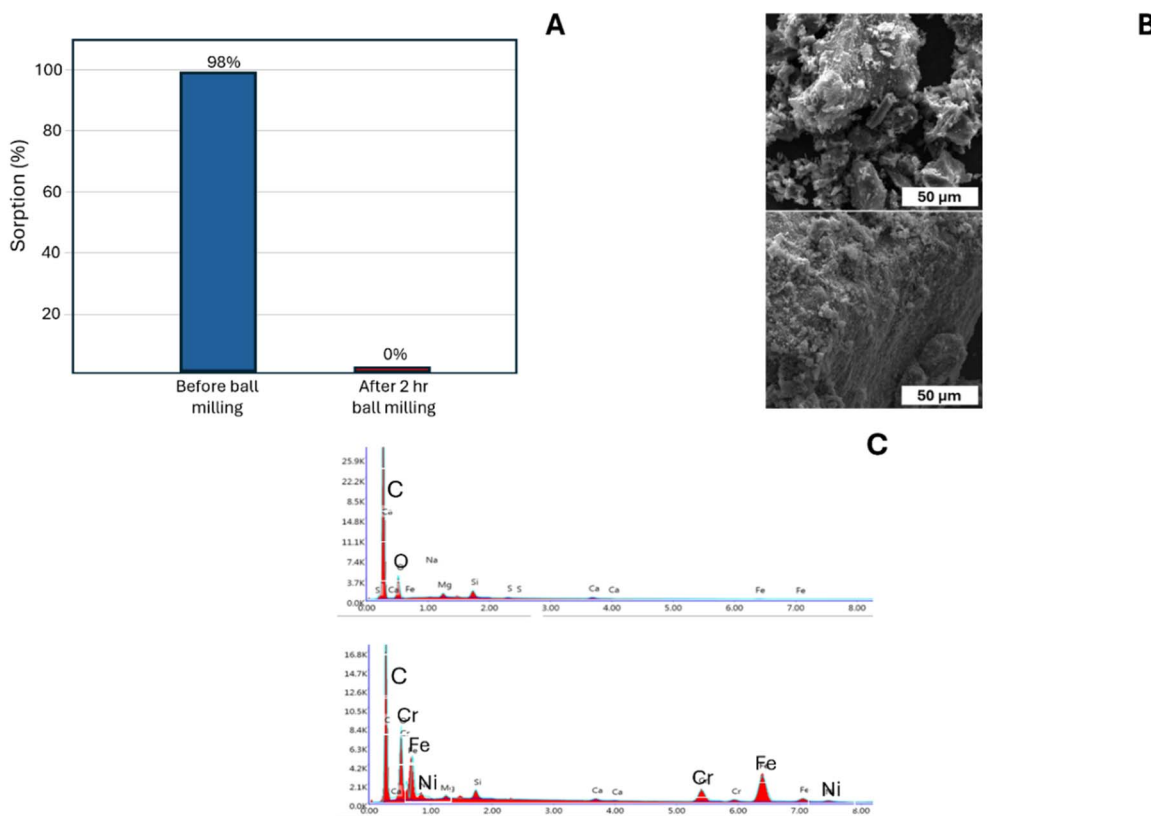 A
B
98%
100
80
60
40
20
Sorption (%)
0%
Before ball
milling
After 2 hr
ball milling
50 µm
50 µm
C
25.9K
22.2K
8.5K
14.8K
11.1K
7.4K
3.7K
0.0K
C
Ca
O
Na
S Ca Fe Mg Si S S Ca Ca Fe Fe
0.00 1.00 2.00 3.00 4.00 5.00 6.00 7.00 8.00
16.8K
14.7K
12.6K
10.5K
8.4K
6.3K
4.2K
2.1K
0.0K
C
C
Cr
Cr
Fe
Ni
Ca Mg Si Ca Ca Cr Cr Fe Fe Ni
0.00 1.00 2.00 3.00 4.00 5.00 6.00 7.00 8.00